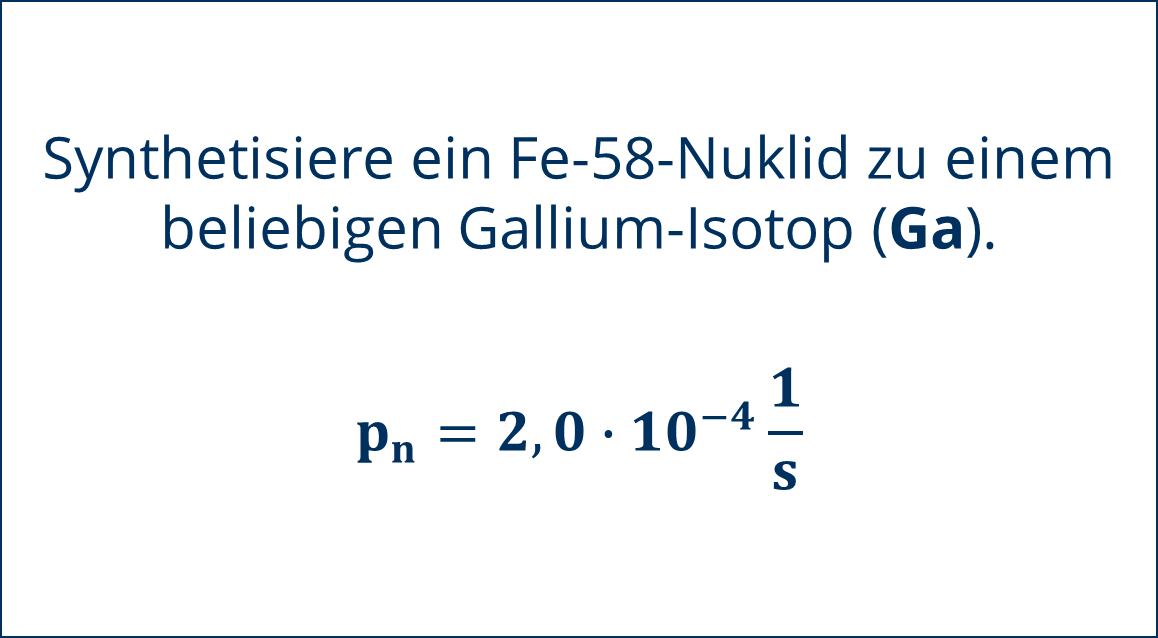 Synthetisiere ein Fe-58-Nuklid zu einem
beliebigen Gallium-Isotop (Ga).
pₙ = 2,0 · 10⁻⁴ 1/s